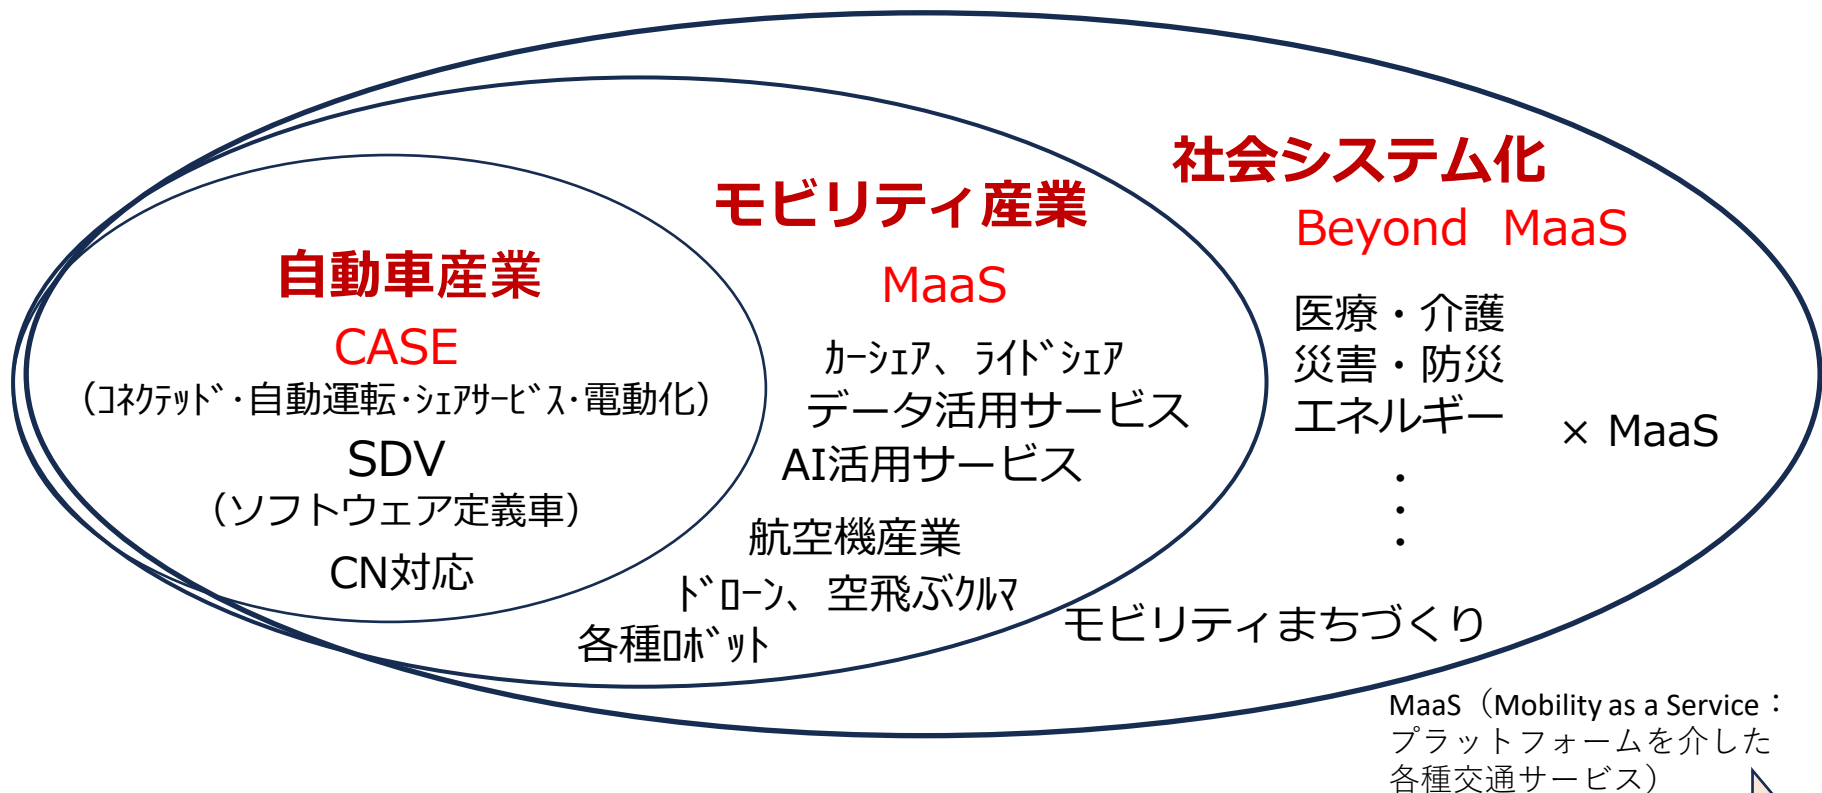 社会システム化
モビリティ産業
Beyond MaaS
自動車産業
MaaS
医療・介護
CASE
ｶｰｼｪｱ、ﾗｲﾄﾞｼｪｱ
災害・防災
（ｺﾈｸﾃｯﾄﾞ･自動運転･ｼｪｱｻｰﾋﾞｽ･電動化）
データ活用サービス
エネルギー
× MaaS
SDV
AI活用サービス
・
・
・
（ソフトウェア定義車）
航空機産業
CN対応
ﾄﾞﾛｰﾝ、空飛ぶｸﾙﾏ
モビリティまちづくり
各種ﾛﾎﾞｯﾄ
MaaS（Mobility as a Service：
プラットフォームを介した
各種交通サービス）